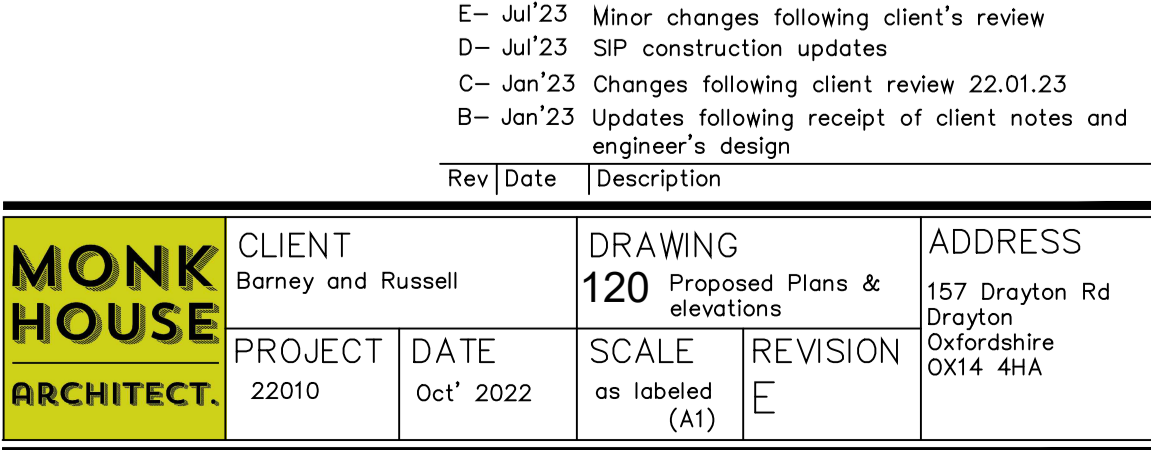 E– Jul'23 Minor changes following client's review
D– Jul'23 SIP construction updates
C– Jan'23 Changes following client review 22.01.23
B– Jan'23 Updates following receipt of client notes and
engineer's design
Rev Date Description
MONK
HOUSE
ARCHITECT.
CLIENT
Barney and Russell
DRAWING
120 Proposed Plans &
elevations
ADDRESS
157 Drayton Rd
Drayton
Oxfordshire
OX14 4HA
PROJECT
22010
DATE
Oct' 2022
SCALE
as labeled
(A1)
REVISION
E